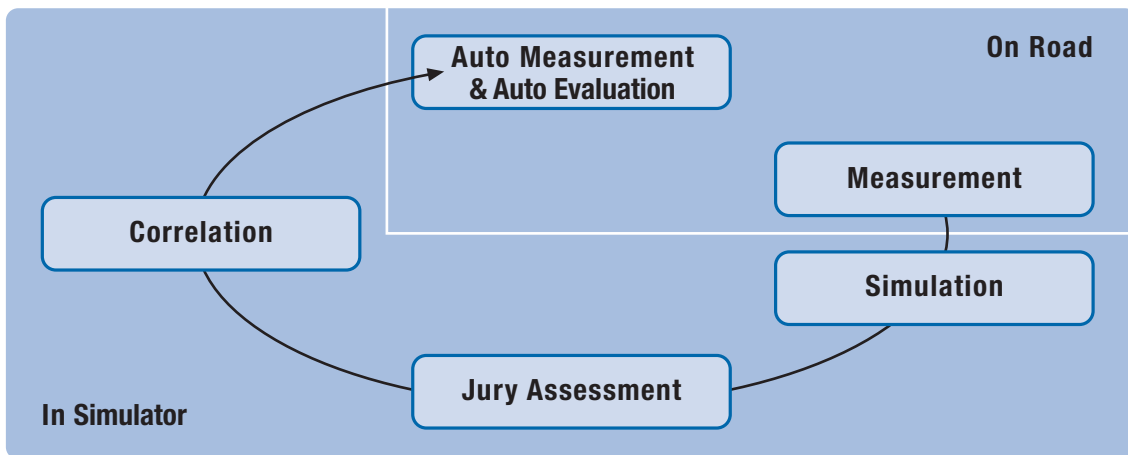 On Road
Auto Measurement
& Auto Evaluation
Measurement
Correlation
Simulation
Jury Assessment
In Simulator